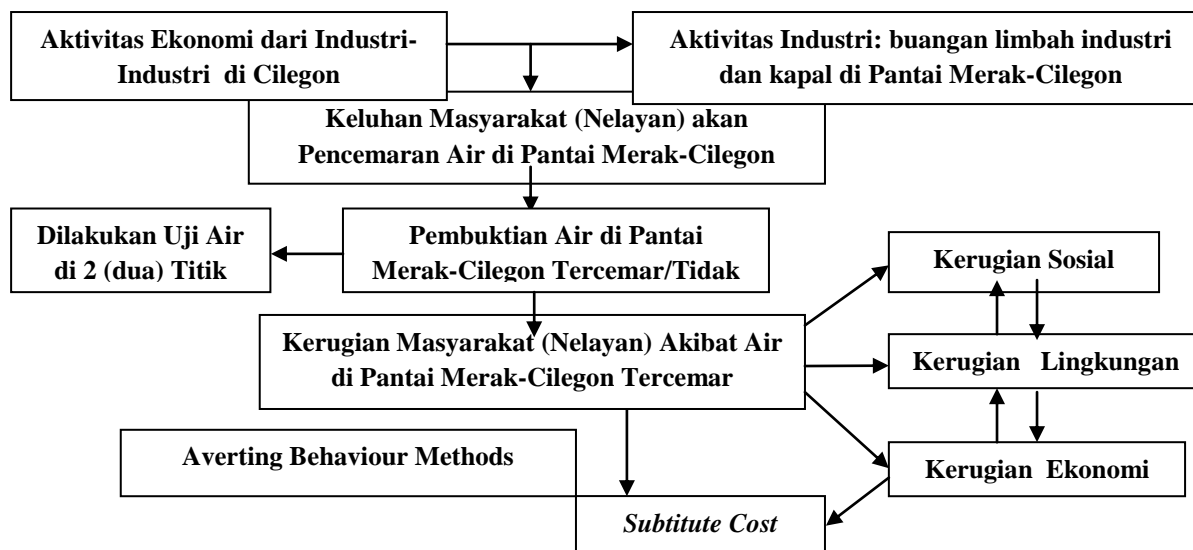 Aktivitas Ekonomi dari Industri-
Industri di Cilegon
Aktivitas Industri: buangan limbah industri
dan kapal di Pantai Merak-Cilegon
Keluhan Masyarakat (Nelayan) akan
Pencemaran Air di Pantai Merak-Cilegon
Dilakukan Uji Air
di 2 (dua) Titik
Pembuktian Air di Pantai
Merak-Cilegon Tercemar/Tidak
Kerugian Sosial
Kerugian Masyarakat (Nelayan) Akibat Air
di Pantai Merak-Cilegon Tercemar
Kerugian Lingkungan
Averting Behaviour Methods
Kerugian Ekonomi
Subtitute Cost